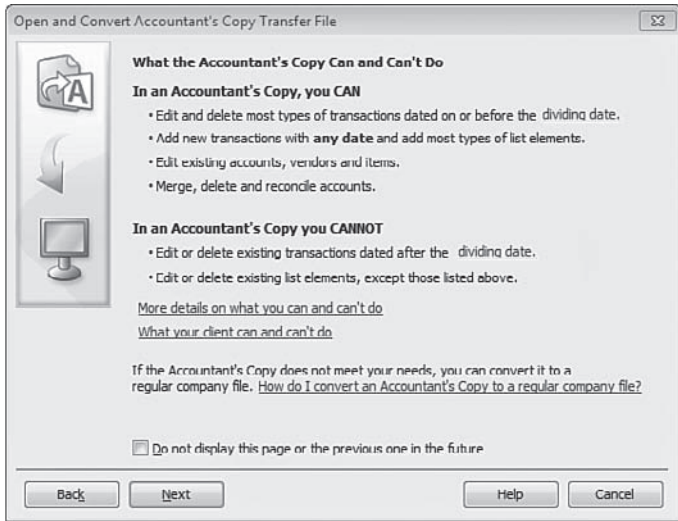 Open and Convert Accountant's Copy Transfer File
What the Accountant's Copy Can and Can't Do
In an Accountant's Copy, you CAN
• Edit and delete most types of transactions dated on or before the dividing date.
• Add new transactions with any date and add most types of list elements.
• Edit existing accounts, vendors and items.
• Merge, delete and reconcile accounts.
In an Accountant's Copy you CANNOT
• Edit or delete existing transactions dated after the dividing date.
• Edit or delete existing list elements, except those listed above.
More details on what you can and can't do
What your client can and can't do
If the Accountant's Copy does not meet your needs, you can convert it to a
regular company file. How do I convert an Accountant's Copy to a regular company file?
Do not display this page or the previous one in the future
Back Next Help Cancel
A